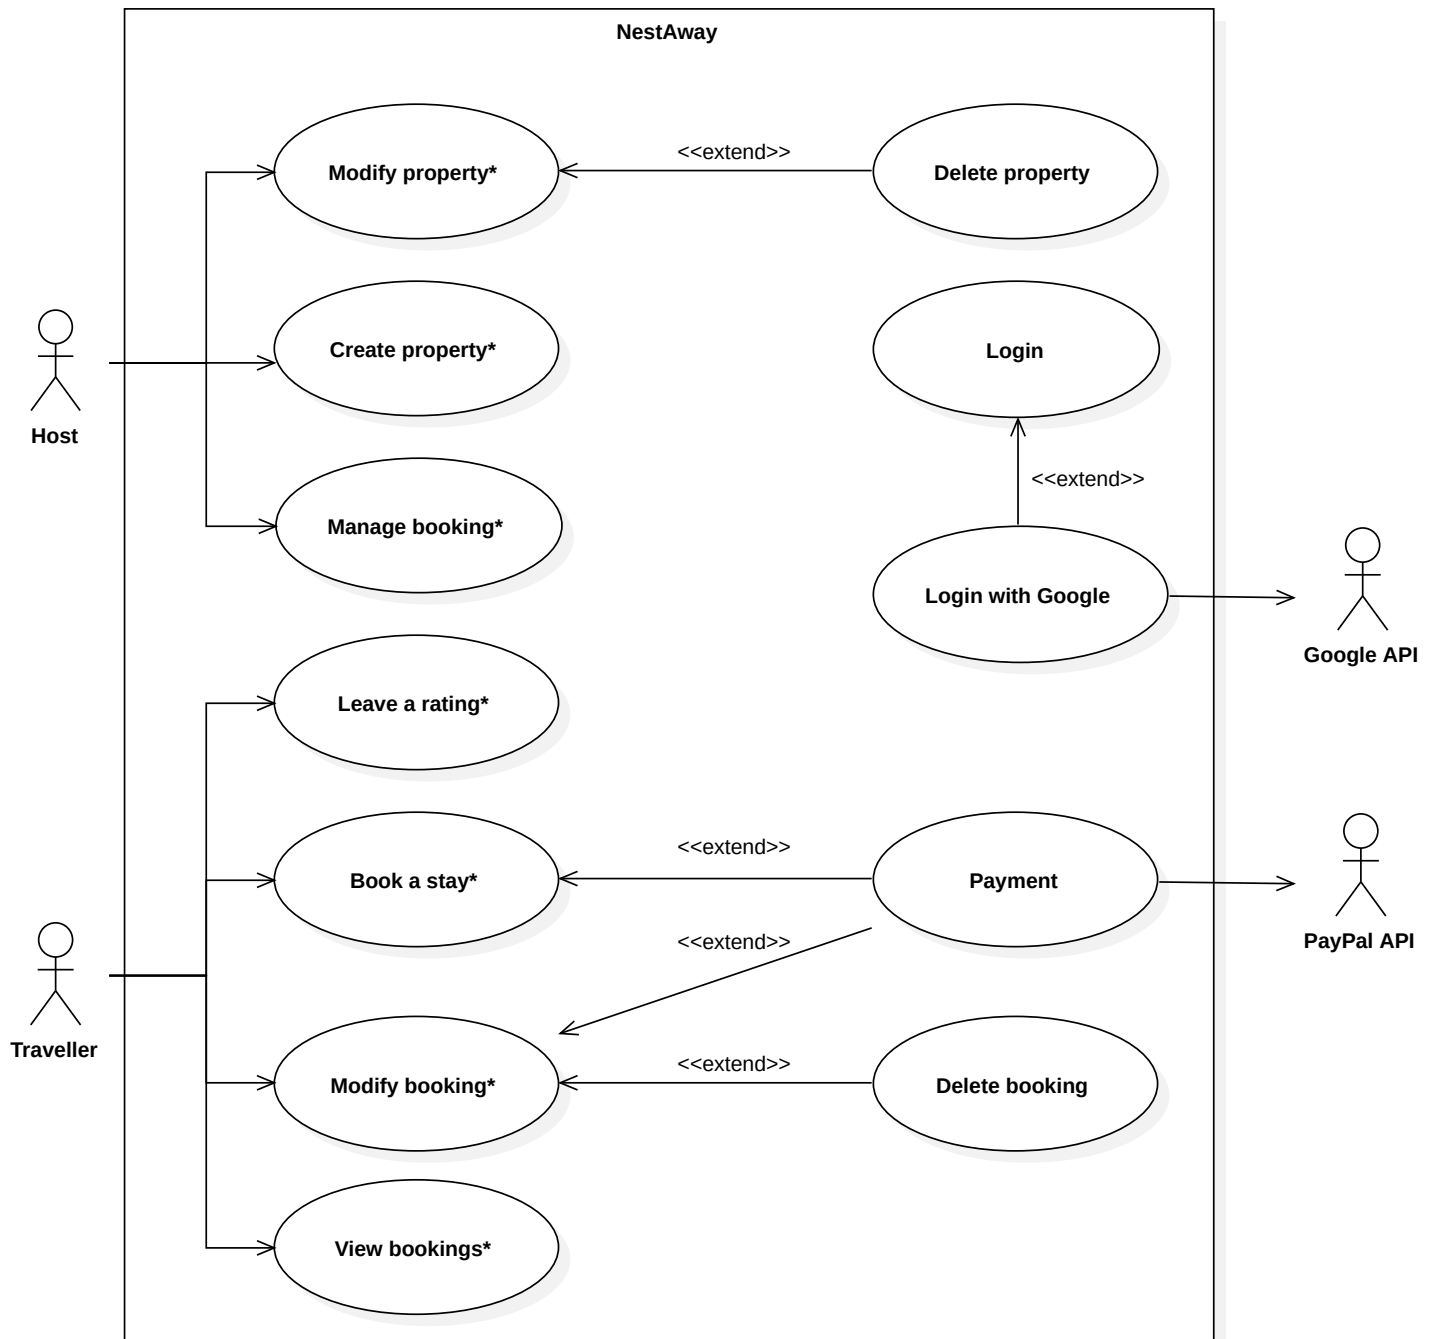 NestAway
Modify property*
<<extend>>
Delete property
Create property*
Login
Host
<<extend>>
Manage booking*
Login with Google
Google API
Leave a rating*
<<extend>>
Book a stay*
Payment
<<extend>>
PayPal API
Traveller
<<extend>>
Modify booking*
Delete booking
View bookings*